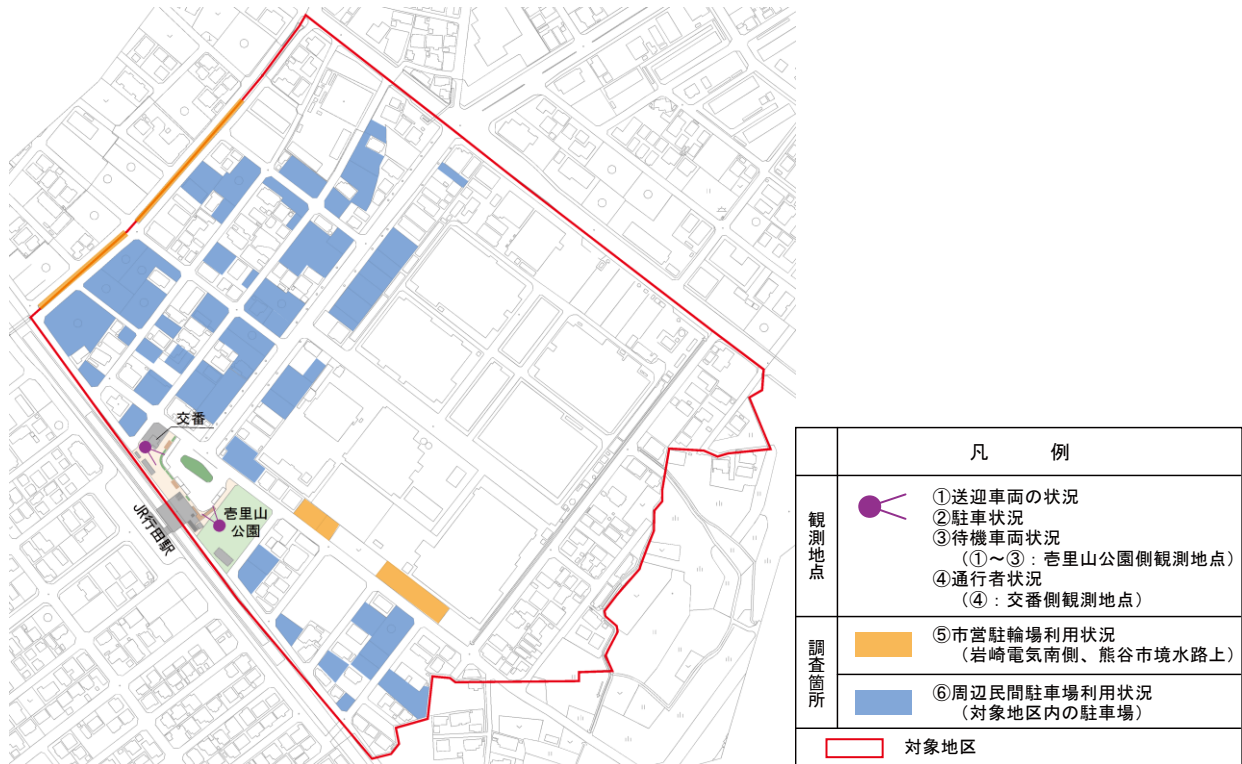 交番
壱里山
公園
JR行田駅
凡　例
観測地点
①送迎車両の状況
②駐車状況
③待機車両状況
（①～③：壱里山公園側観測地点）
④通行者状況
（④：交番側観測地点）
調査箇所
⑤市営駐輪場利用状況
（岩崎電気南側、熊谷市境水路上）
⑥周辺民間駐車場利用状況
（対象地区内の駐車場）
対象地区